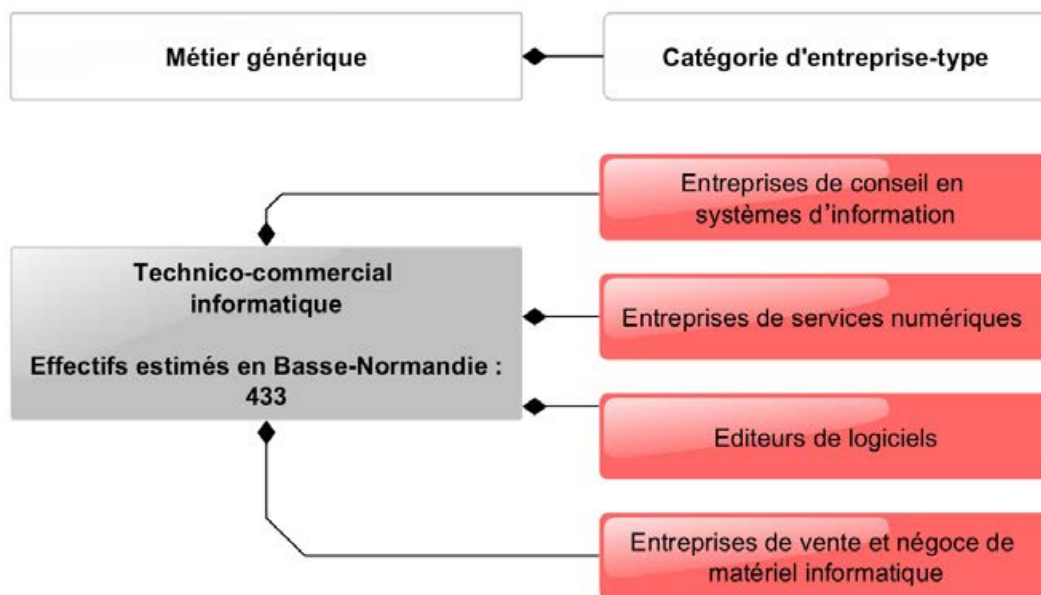 Métier générique
Catégorie d'entreprise-type
Entreprises de conseil en
systèmes d’information
Technico-commercial
informatique
Effectifs estimés en Basse-Normandie :
433
Entreprises de services numériques
Editeurs de logiciels
Entreprises de vente et négoce de
matériel informatique